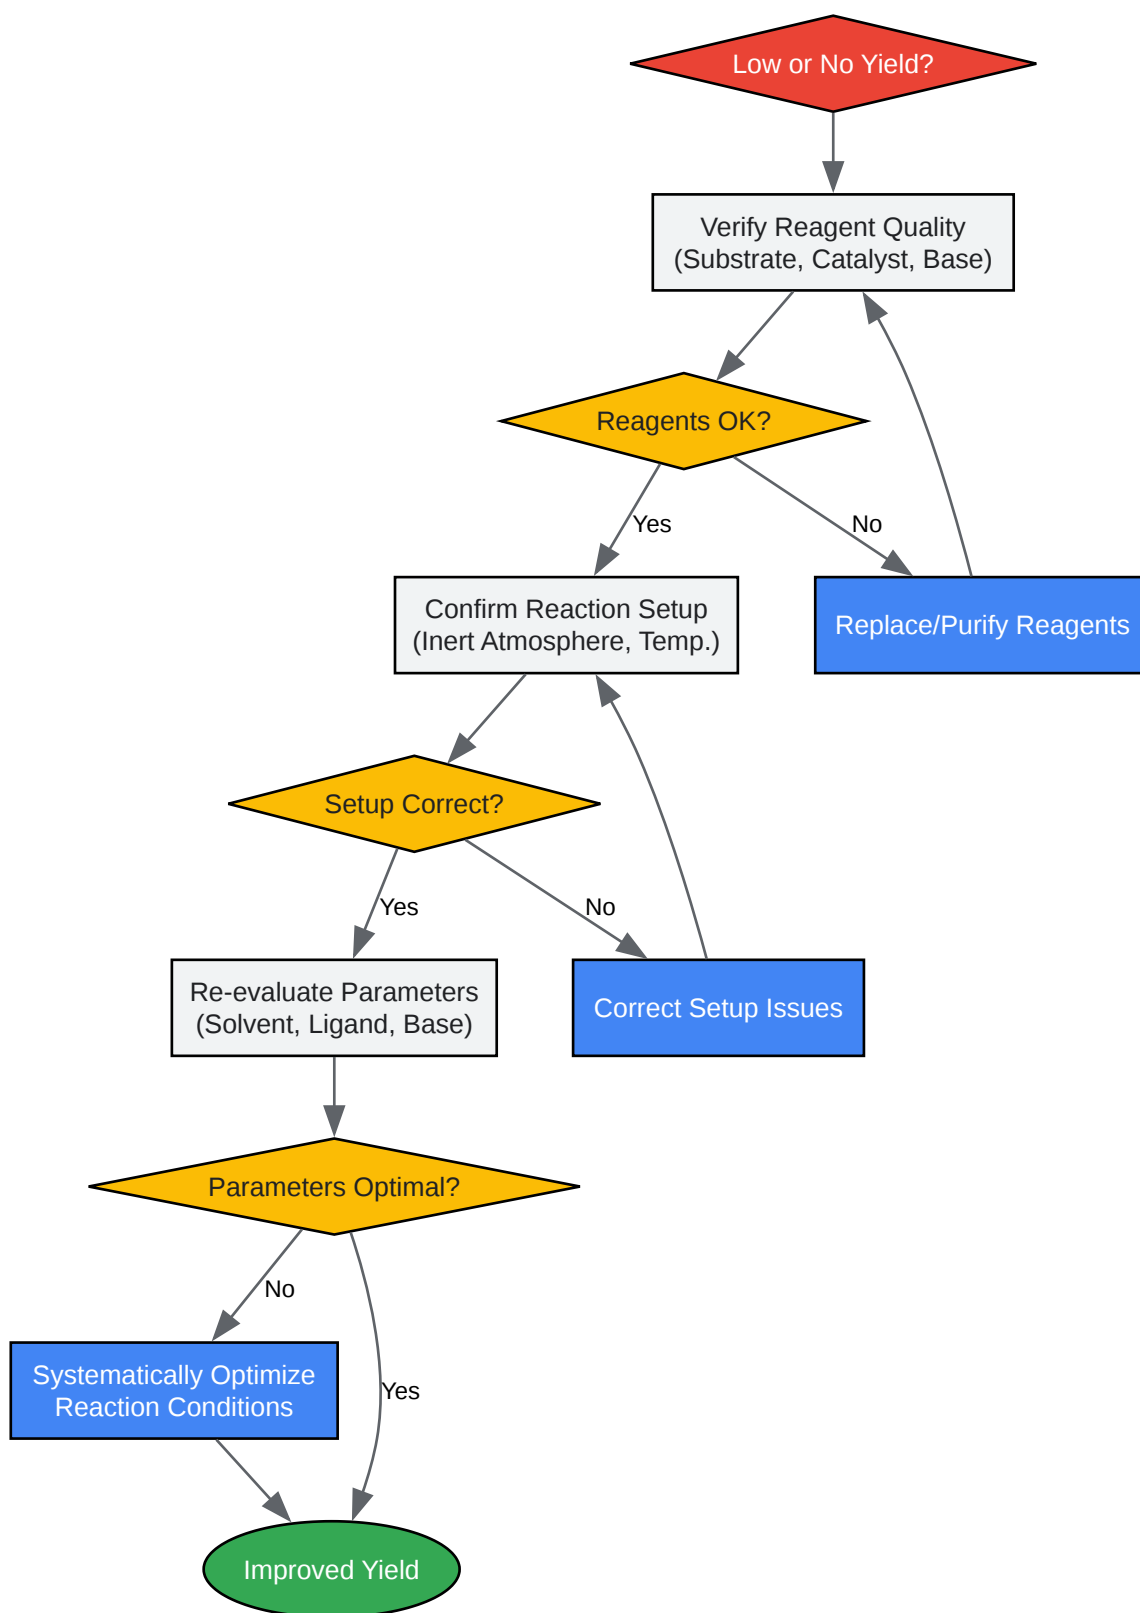 Low or No Yield?
Verify Reagent Quality
(Substrate, Catalyst, Base)
Reagents OK?
Yes
No
Confirm Reaction Setup
(Inert Atmosphere, Temp.)
Replace/Purify Reagents
Setup Correct?
Yes
No
Re-evaluate Parameters
(Solvent, Ligand, Base)
Correct Setup Issues
Parameters Optimal?
No
Systematically Optimize
Reaction Conditions
Yes
Improved Yield